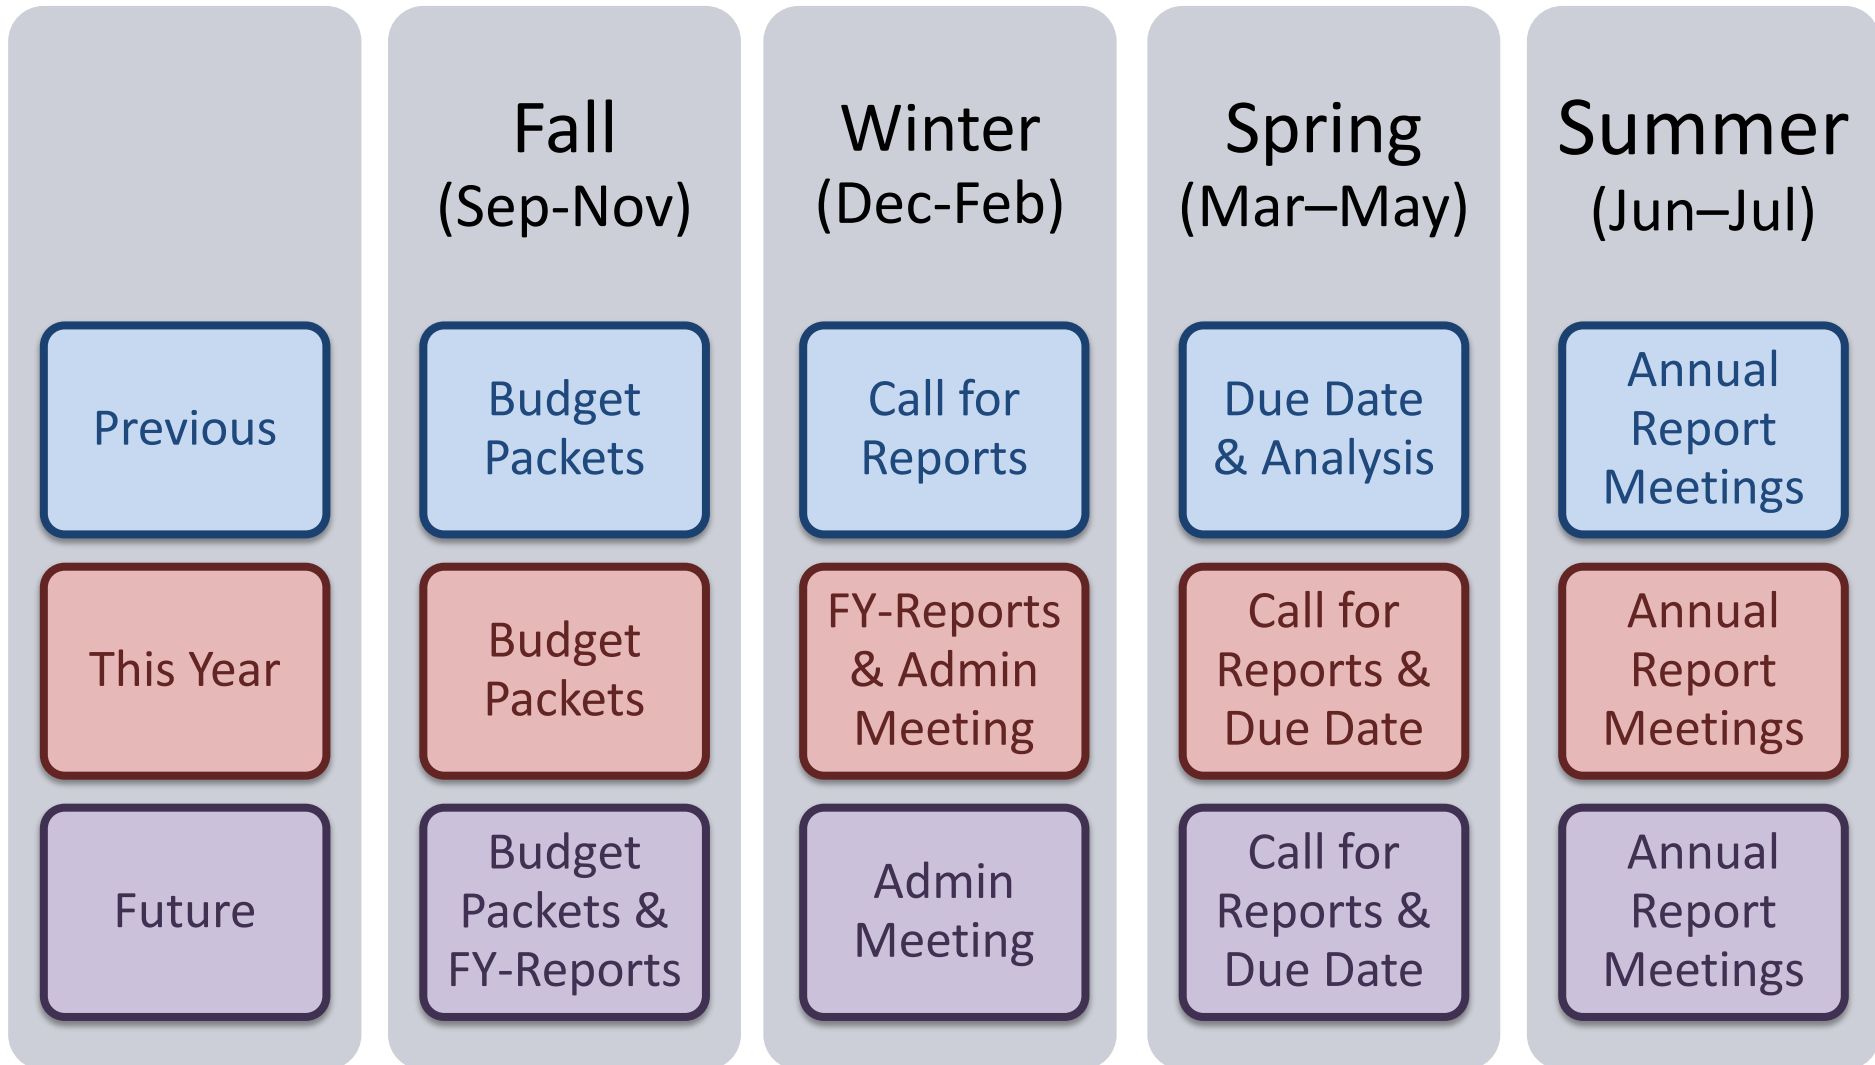 Fall
(Sep-Nov)
Winter
(Dec-Feb)
Spring
(Mar–May)
Summer
(Jun–Jul)
Previous
Budget
Packets
Call for
Reports
Due Date
& Analysis
Annual
Report
Meetings
This Year
Budget
Packets
FY-Reports
& Admin
Meeting
Call for
Reports &
Due Date
Annual
Report
Meetings
Future
Budget
Packets &
FY-Reports
Admin
Meeting
Call for
Reports &
Due Date
Annual
Report
Meetings